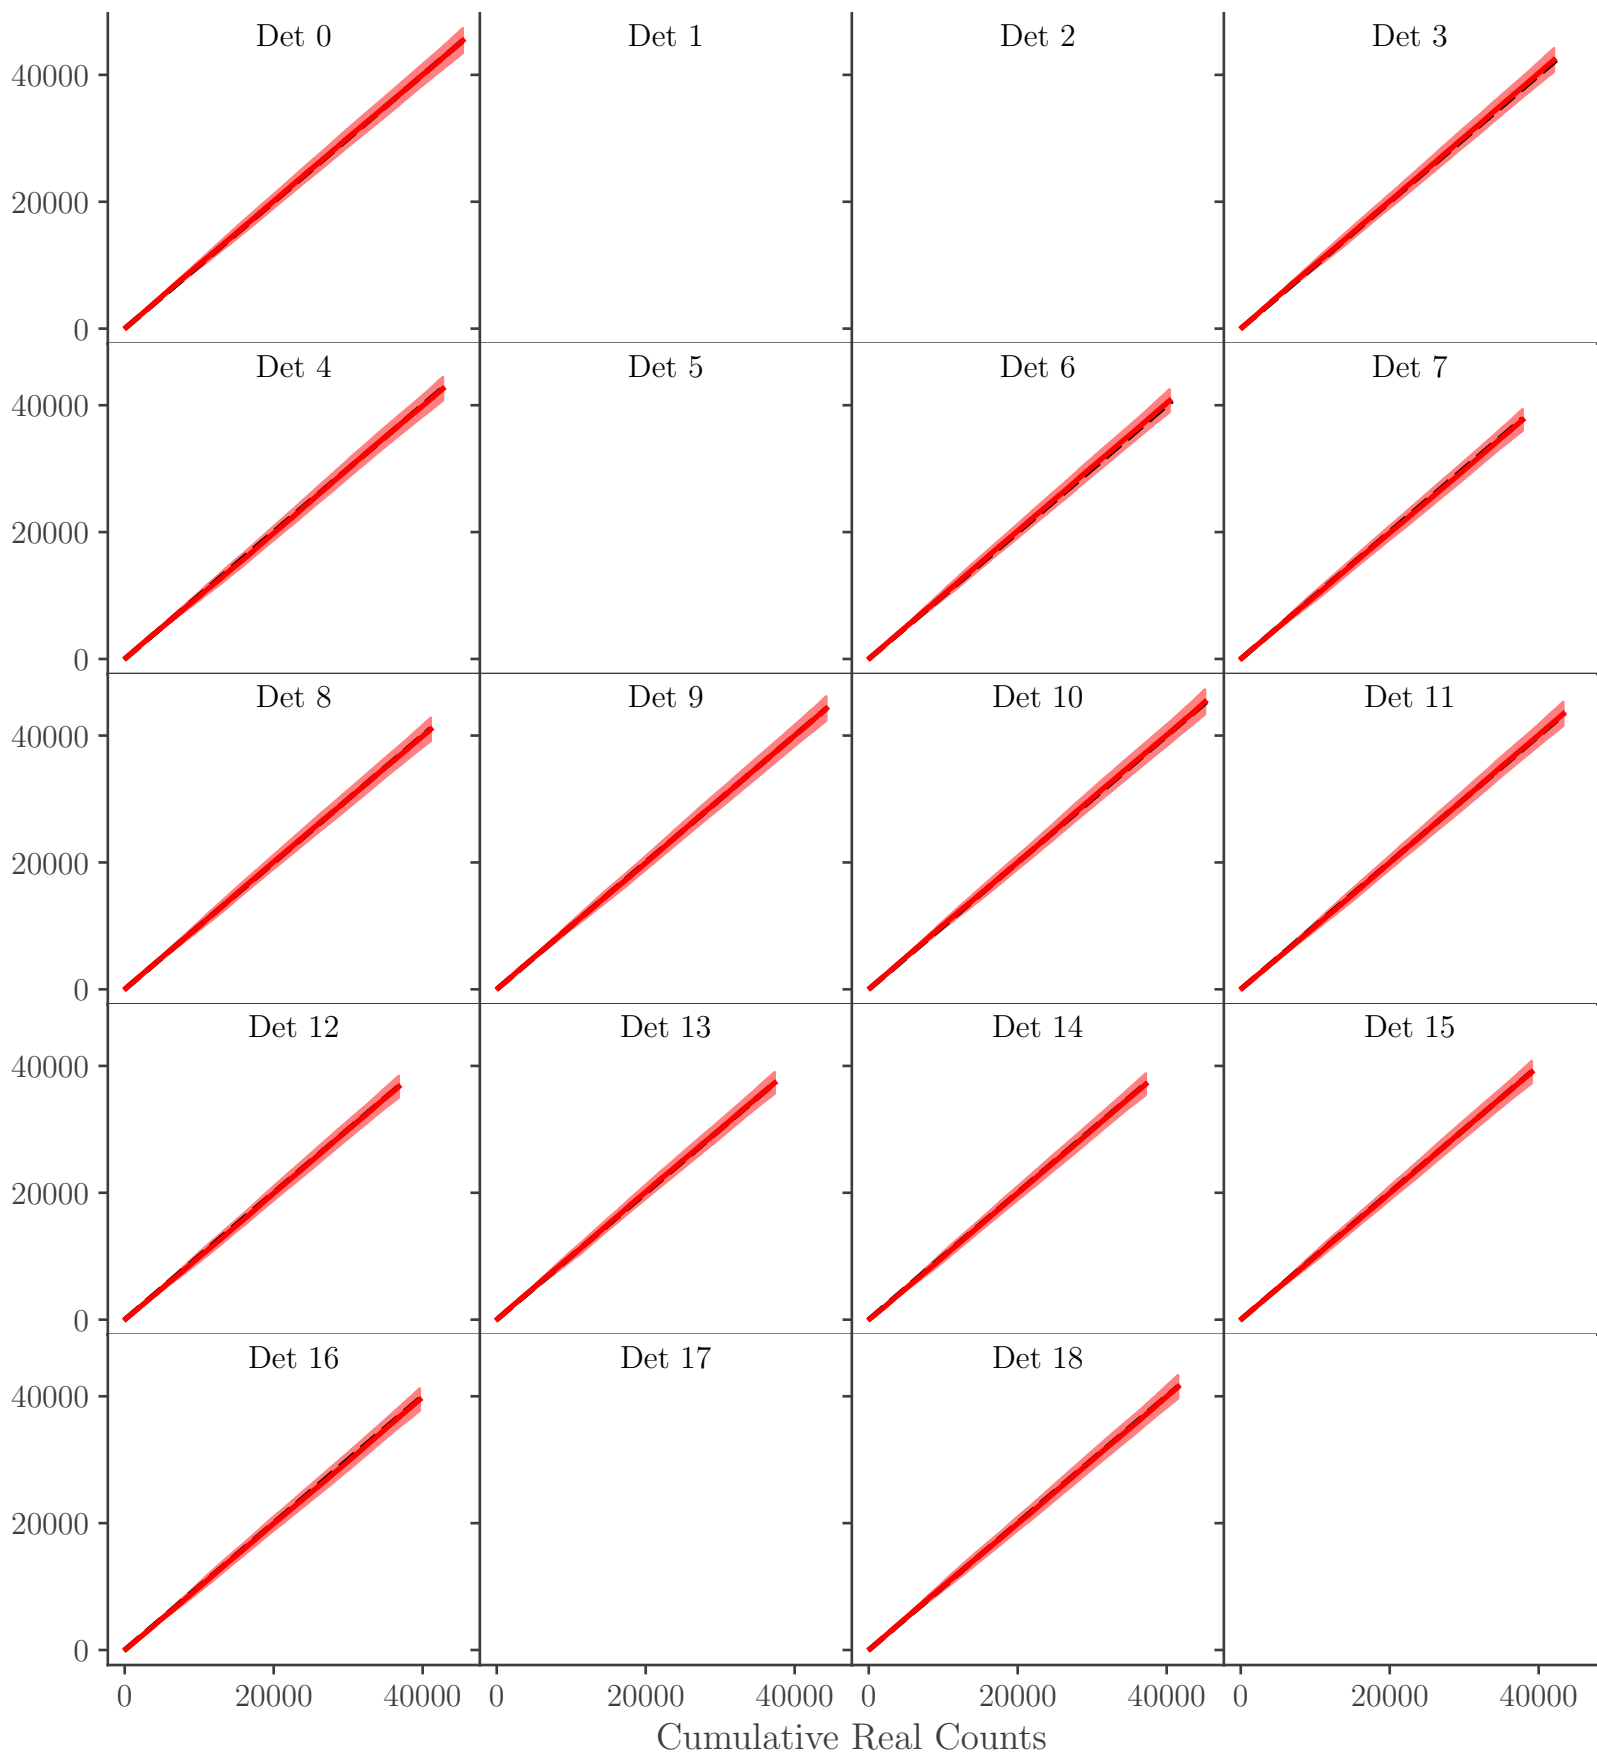 Det 0 Det 1 Det 2 Det 3
40000
20000
0
Det 4 Det 5 Det 6 Det 7
40000
20000
0
Det 8 Det 9 Det 10 Det 11
40000
20000
0
Det 12 Det 13 Det 14 Det 15
40000
20000
0
Det 16 Det 17 Det 18
40000
20000
0
0 20000 40000 0 20000 40000 0 20000 40000 0 20000 40000
Cumulative Real Counts